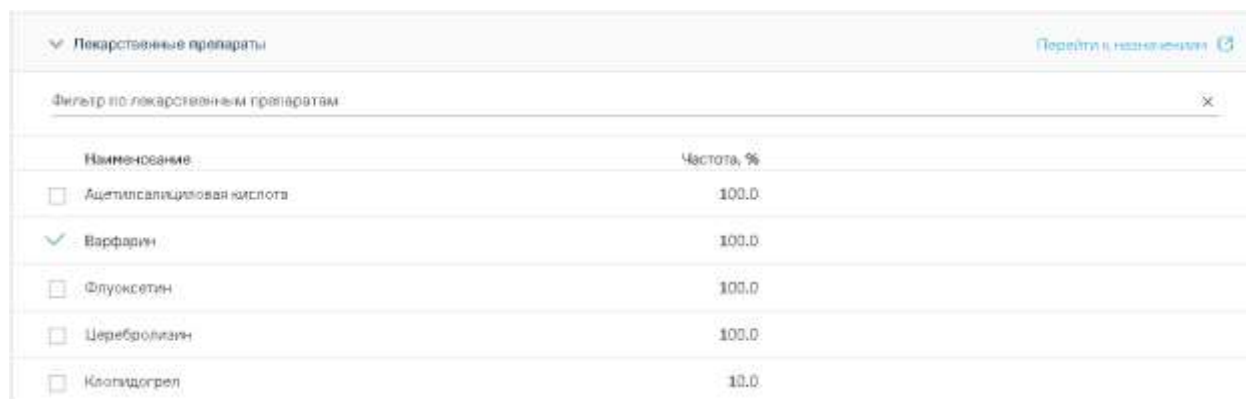 Лекарственные препараты
Перейти к назначениям
Фильтр по лекарственным препаратам
Наименование Частота, %
Ацетилсалициловая кислота 100.0
Варфарин 100.0
Флуоксетин 100.0
Церебролизин 100.0
Клопидогрел 10.0